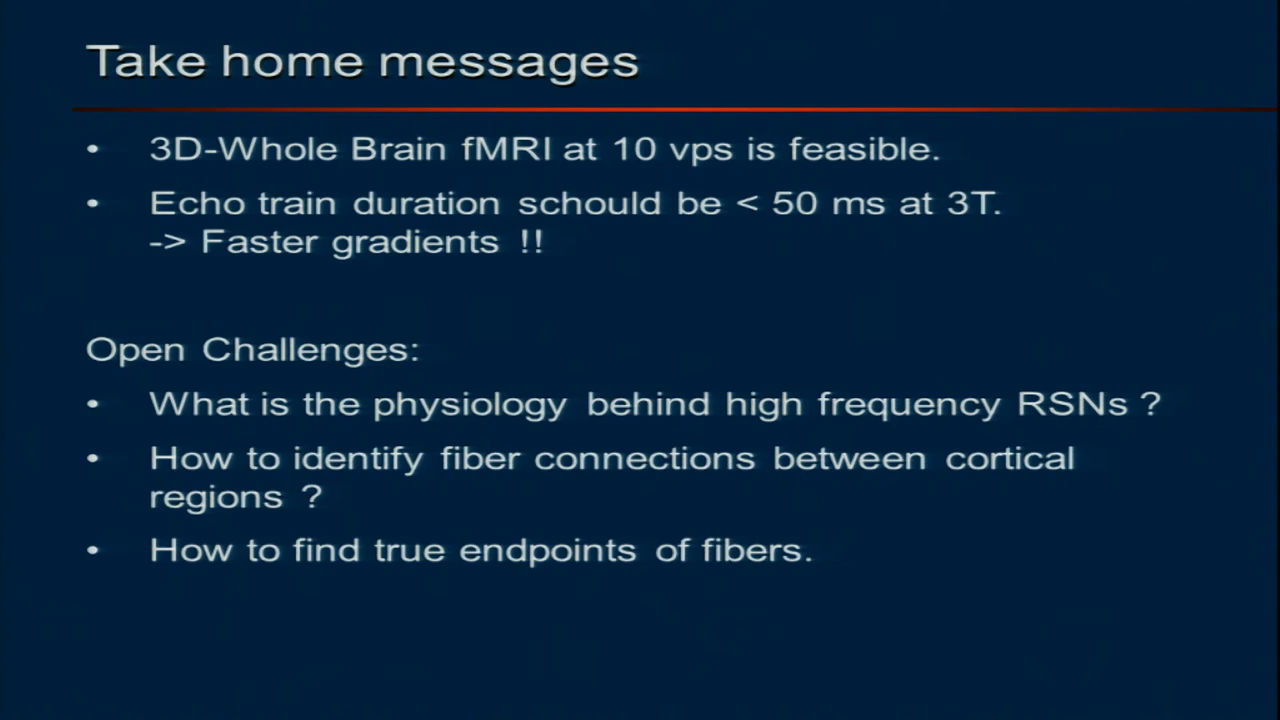 Take home messages
• 3D-Whole Brain fMRI at 10 vps is feasible.
• Echo train duration schould be < 50 ms at 3T.
-> Faster gradients !!
Open Challenges:
• What is the physiology behind high frequency RSNs ?
• How to identify fiber connections between cortical
regions ?
• How to find true endpoints of fibers.